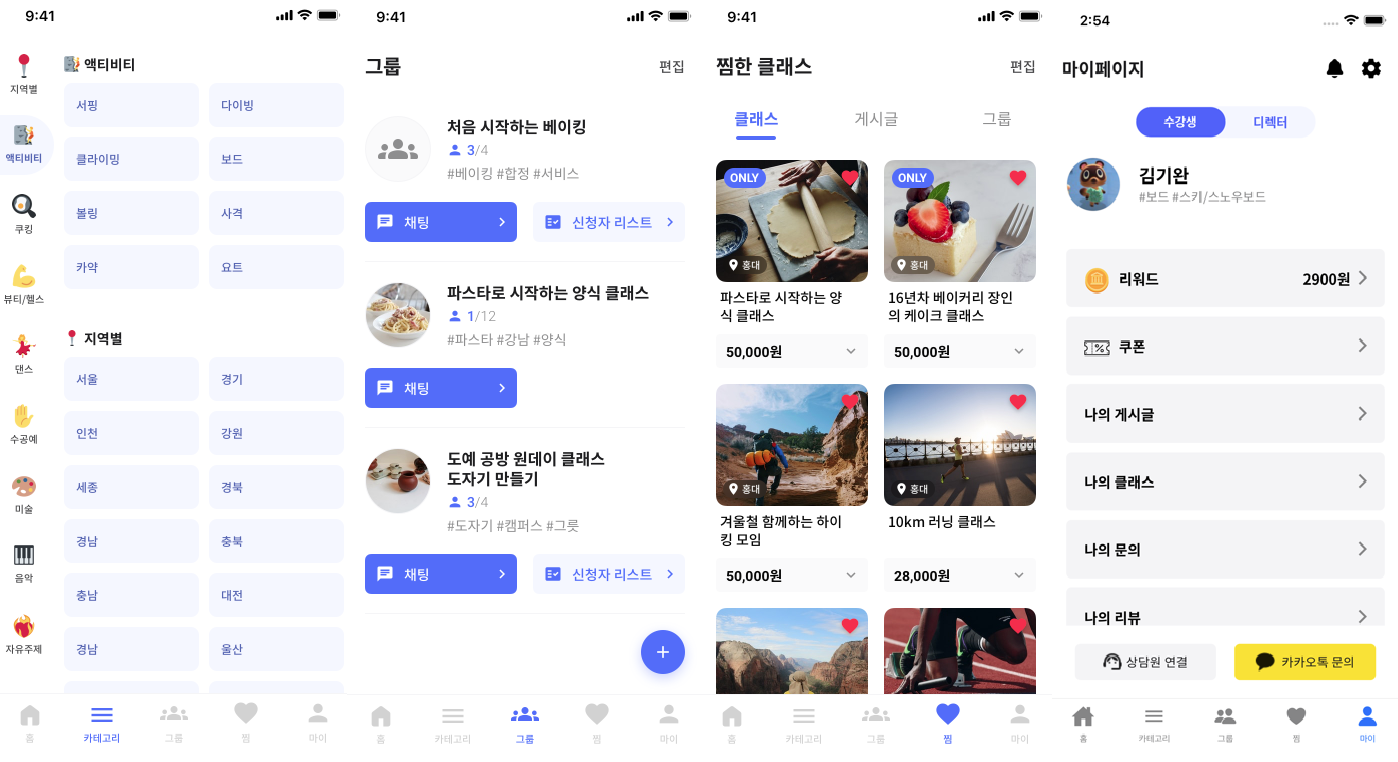 9:41
지역별
액티비티
쿠킹
뷰티/헬스
댄스
수공예
미술
음악
자유주제
액티비티
서핑
다이빙
클라이밍
보드
볼링
사격
카약
요트
지역별
서울
경기
인천
강원
세종
경북
경남
충북
충남
대전
경남
울산
홈
카테고리
그룹
찜
마이
9:41
그룹
편집
처음 시작하는 베이킹
3/4
#베이킹 #합정 #서비스
채팅
신청자 리스트
파스타로 시작하는 양식 클래스
1/12
#파스타 #강남 #양식
채팅
도예 공방 원데이 클래스
도자기 만들기
3/4
#도자기 #캠퍼스 #그릇
채팅
신청자 리스트
+
홈
카테고리
그룹
찜
마이
9:41
찜한 클래스
편집
클래스
게시글
그룹
ONLY
홍대
파스타로 시작하는 양
식 클래스
50,000원
ONLY
홍대
16년차 베이커리 장인
의 케이크 클래스
50,000원
홍대
겨울철 함께하는 하이
킹 모임
50,000원
홍대
10km 러닝 클래스
28,000원
홈
카테고리
그룹
찜
마이
2:54
마이페이지
수강생
디렉터
김기완
#보드 #스키/스노우보드
리워드
2900원
쿠폰
나의 게시글
나의 클래스
나의 문의
나의 리뷰
상담원 연결
카카오톡 문의
홈
카테고리
그룹
찜
마이